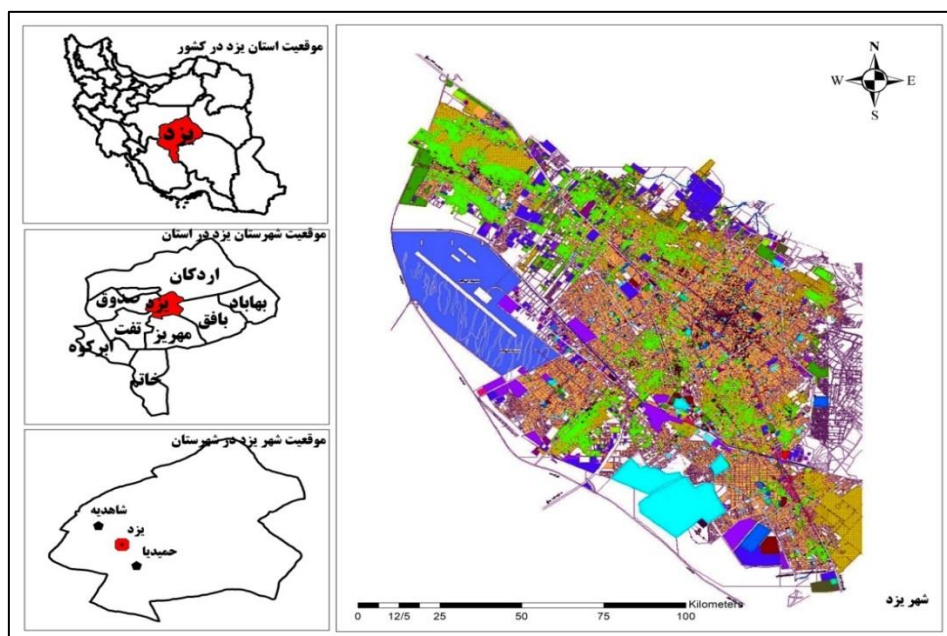 موقعیت استان یزد در کشور
یزد
موقعیت شهرستان یزد در استان
اردکان
صدوق
یزد
بهاباد
بافق
تفت
مهریز
ابرکوه
خاتم
موقعیت شهر یزد در شهرستان
شاهدیه
یزد
حمیدیا
N
W E
S
شهر یزد
Kilometers
0 12/5 25 50 75 100